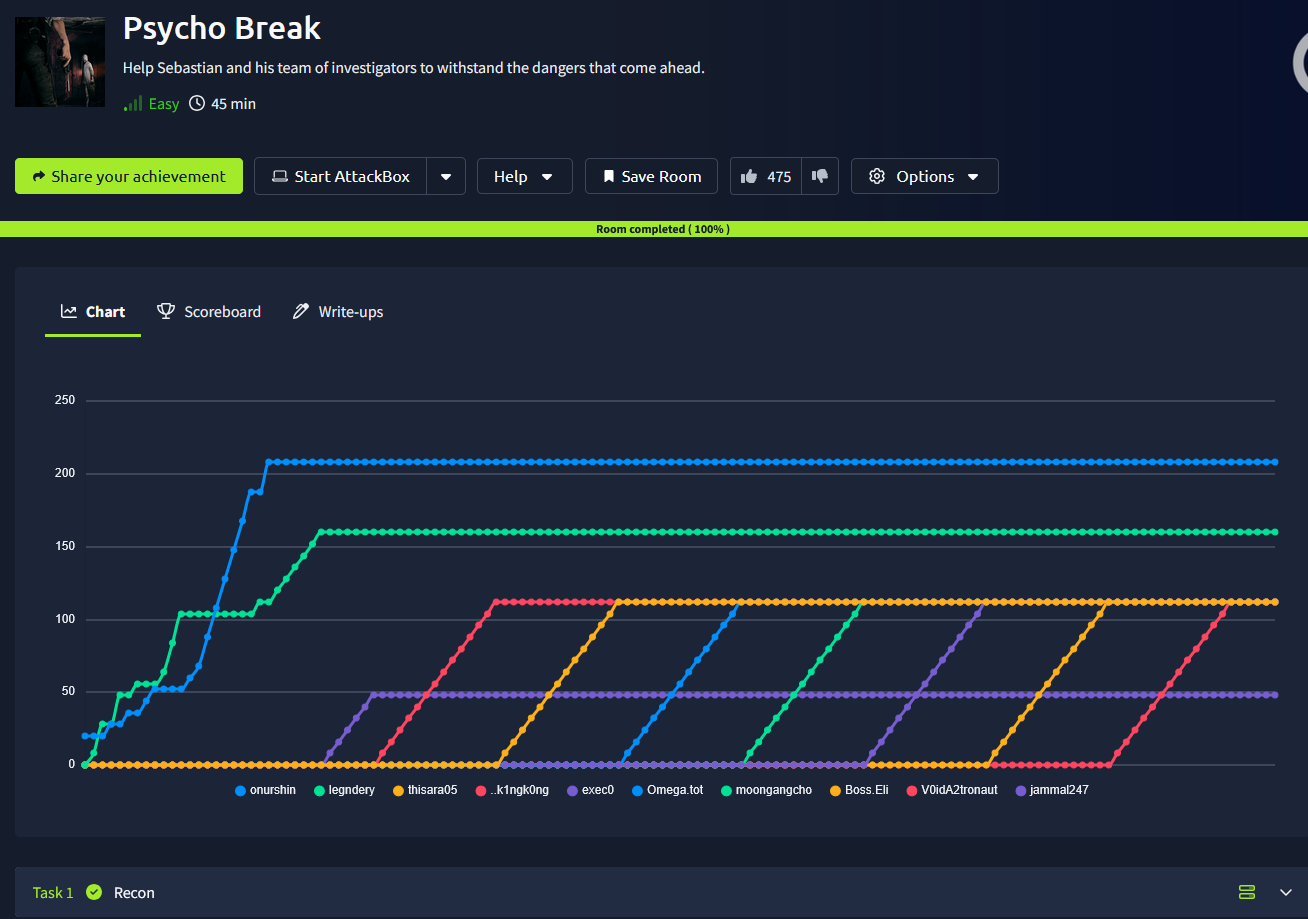 Psycho Break
Help Sebastian and his team of investigators to withstand the dangers that come ahead.
Easy 45 min
Share your achievement Start AttackBox Help Save Room 475 Options
Room completed ( 100% )
Chart Scoreboard Write-ups
250
200
150
100
50
0
onurshin legndery thisara05 ..k1ngk0ng exec0 Omega.tot moongangcho Boss.Eli V0idA2tronaut jammal247
Task 1 Recon